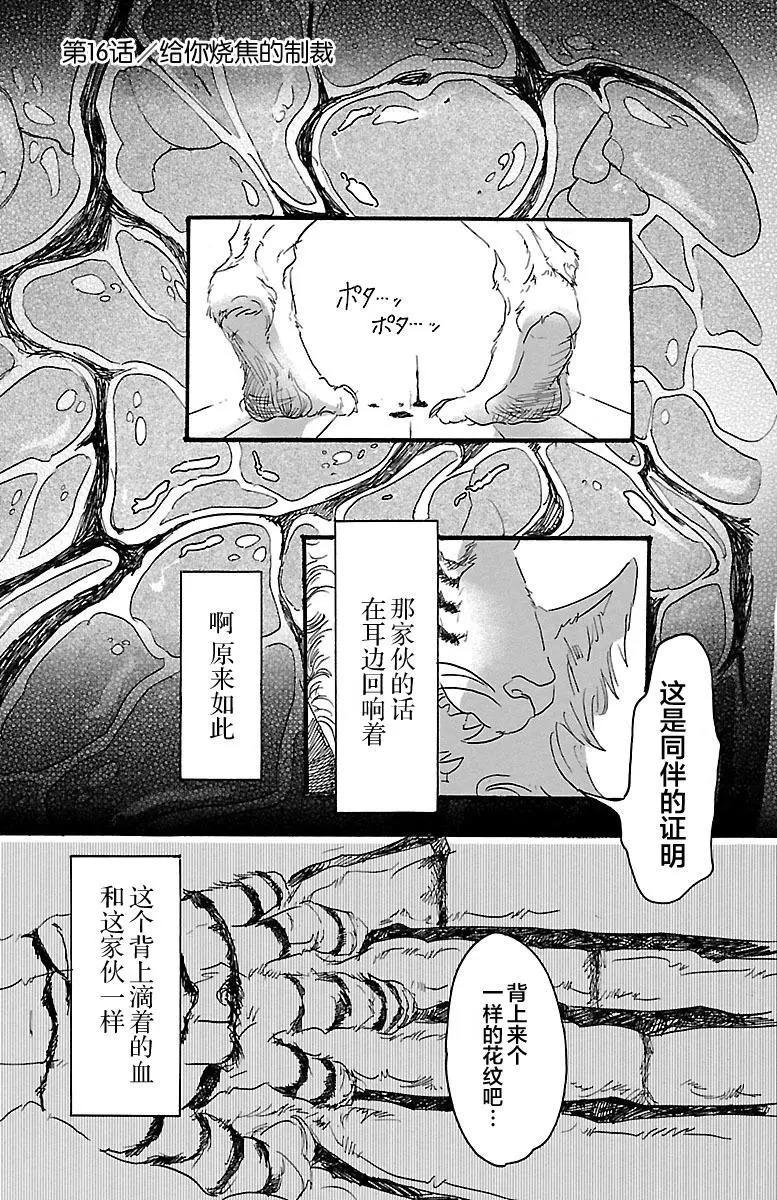 第16话／给你烧焦的制裁
ポタ…ッ
ポタ…ッ
这是同伴的证明
那家伙的话
在耳边回响着
啊 原来如此
背上来个
一样的花纹吧…
这个背上滴着的血
和这家伙一样